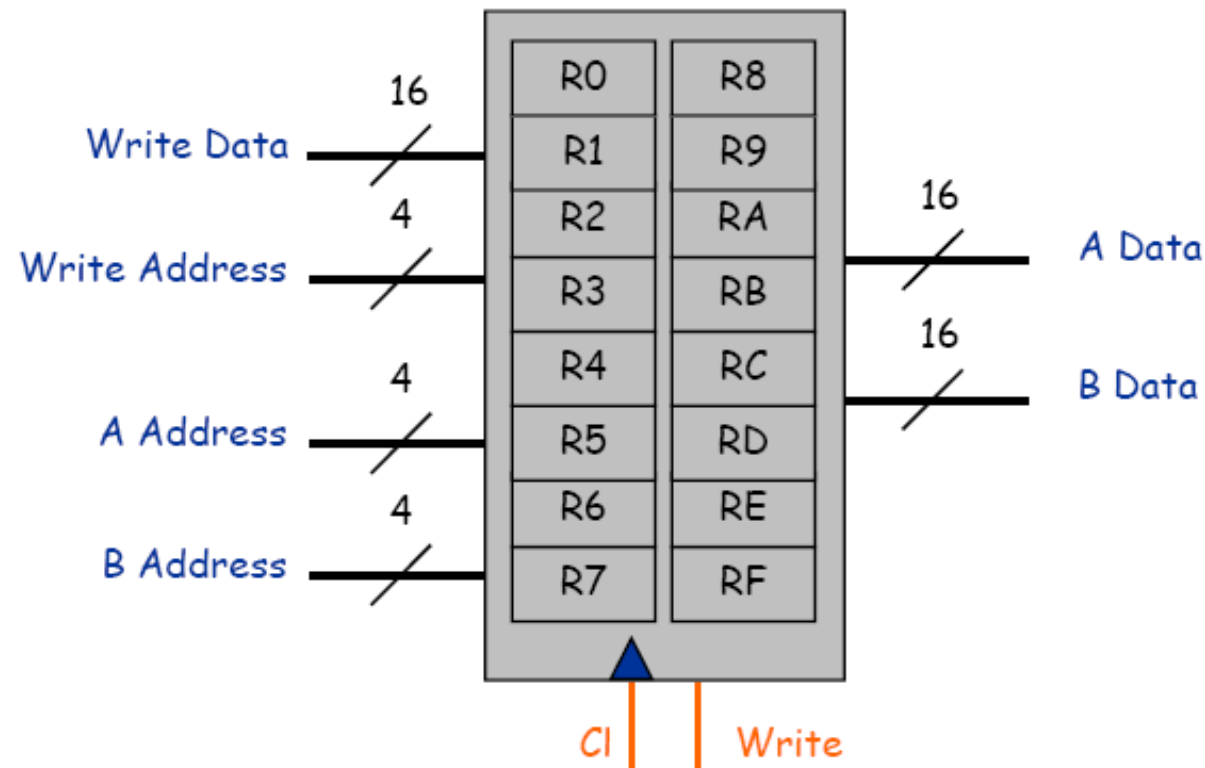 R0 R8
16
Write Data
R1 R9
16
4
R2 RA
A Data
Write Address
R3 RB
16
4
R4 RC
B Data
A Address
R5 RD
4
R6 RE
B Address
R7 RF
Cl Write